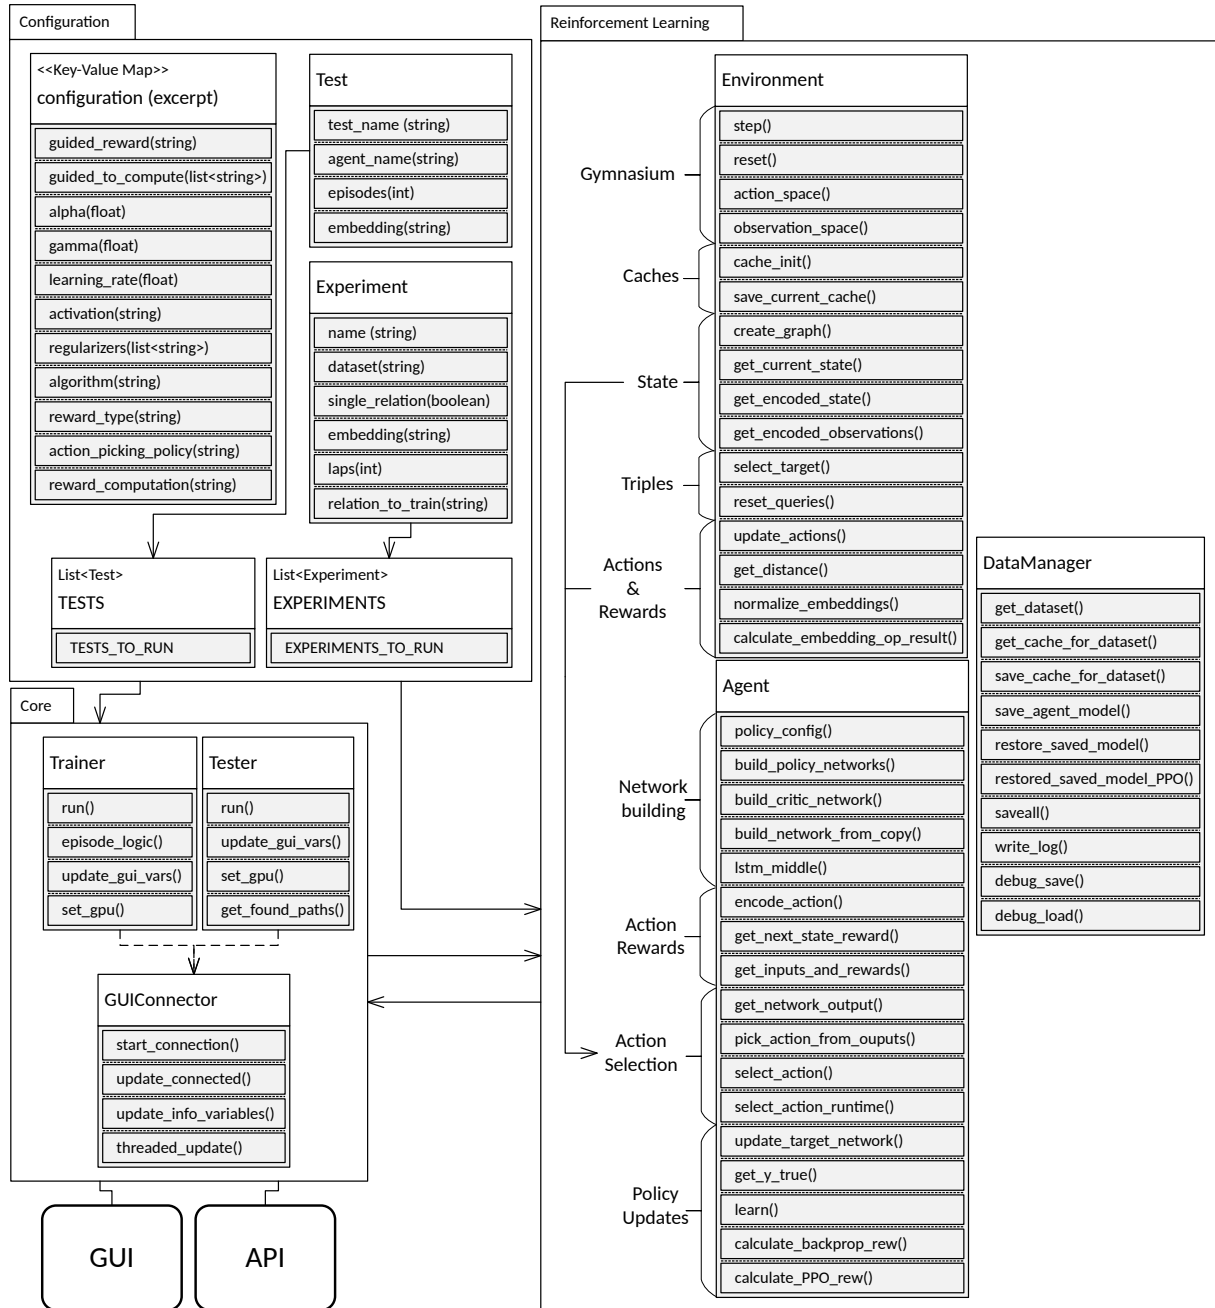 Configuration
<<Key-Value Map>>
configuration (excerpt)
guided_reward(string)
guided_to_compute(list<string>)
alpha(float)
gamma(float)
learning_rate(float)
activation(string)
regularizers(list<string>)
algorithm(string)
reward_type(string)
action_picking_policy(string)
reward_computation(string)
Test
test_name (string)
agent_name(string)
episodes(int)
embedding(string)
Experiment
name (string)
dataset(string)
single_relation(boolean)
embedding(string)
laps(int)
relation_to_train(string)
List<Test>
TESTS
TESTS_TO_RUN
List<Experiment>
EXPERIMENTS
EXPERIMENTS_TO_RUN
Core
Trainer
run()
episode_logic()
update_gui_vars()
set_gpu()
Tester
run()
update_gui_vars()
set_gpu()
get_found_paths()
GUIConnector
start_connection()
update_connected()
update_info_variables()
threaded_update()
GUI
API
Reinforcement Learning
Environment
Gymnasium
step()
reset()
action_space()
observation_space()
Caches
cache_init()
save_current_cache()
State
create_graph()
get_current_state()
get_encoded_state()
get_encoded_observations()
Triples
select_target()
reset_queries()
Actions
&
Rewards
update_actions()
get_distance()
normalize_embeddings()
calculate_embedding_op_result()
Agent
Network
building
policy_config()
build_policy_networks()
build_critic_network()
build_network_from_copy()
lstm_middle()
Action
Rewards
encode_action()
get_next_state_reward()
get_inputs_and_rewards()
Action
Selection
get_network_output()
pick_action_from_ouputs()
select_action()
select_action_runtime()
Policy
Updates
update_target_network()
get_y_true()
learn()
calculate_backprop_rew()
calculate_PPO_rew()
DataManager
get_dataset()
get_cache_for_dataset()
save_cache_for_dataset()
save_agent_model()
restore_saved_model()
restored_saved_model_PPO()
saveall()
write_log()
debug_save()
debug_load()